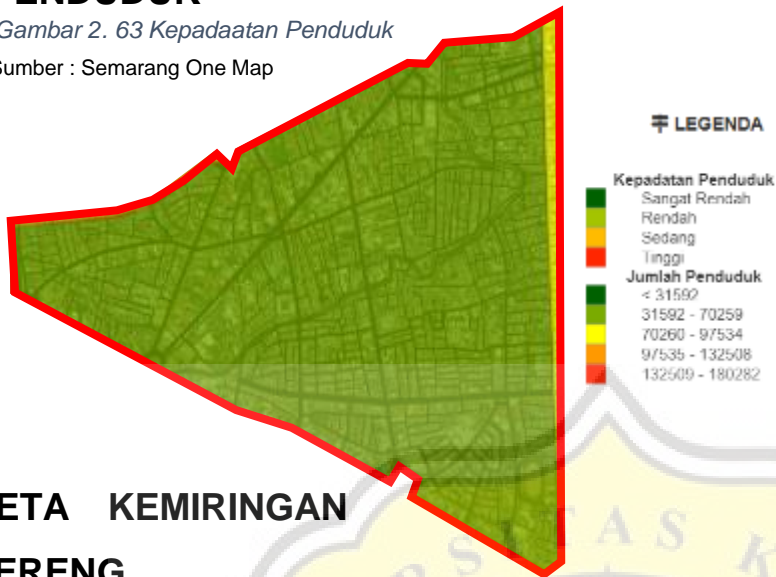 ENDUDUK
Gambar 2. 63 Kepadaatan Penduduk
Sumber : Semarang One Map
LEGENDA
Kepadatan Penduduk
Sangat Rendah
Rendah
Sedang
Tinggi
Jumlah Penduduk
< 31592
31592 - 70259
70260 - 97534
97535 - 132508
132509 - 180282
ETA KEMIRINGAN
ERENG